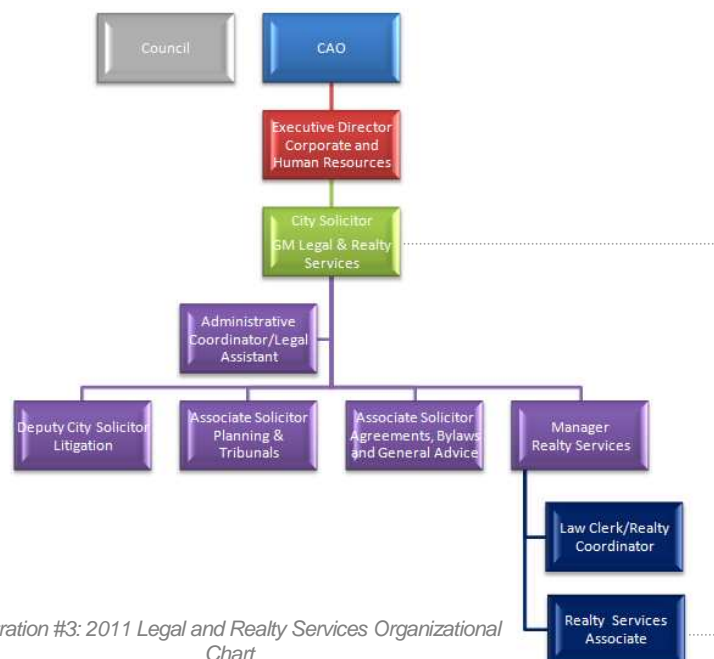 Council
CAO
Executive Director
Corporate and
Human Resources
City Solicitor
GM Legal & Realty
Services
Administrative
Coordinator/Legal
Assistant
Deputy City Solicitor
Litigation
Associate Solicitor
Planning &
Tribunals
Associate Solicitor
Agreements, Bylaws
and General Advice
Manager
Realty Services
Law Clerk/Realty
Coordinator
Realty Services
Associate
#3: 2011 Legal and Realty Services Organizational
Chart